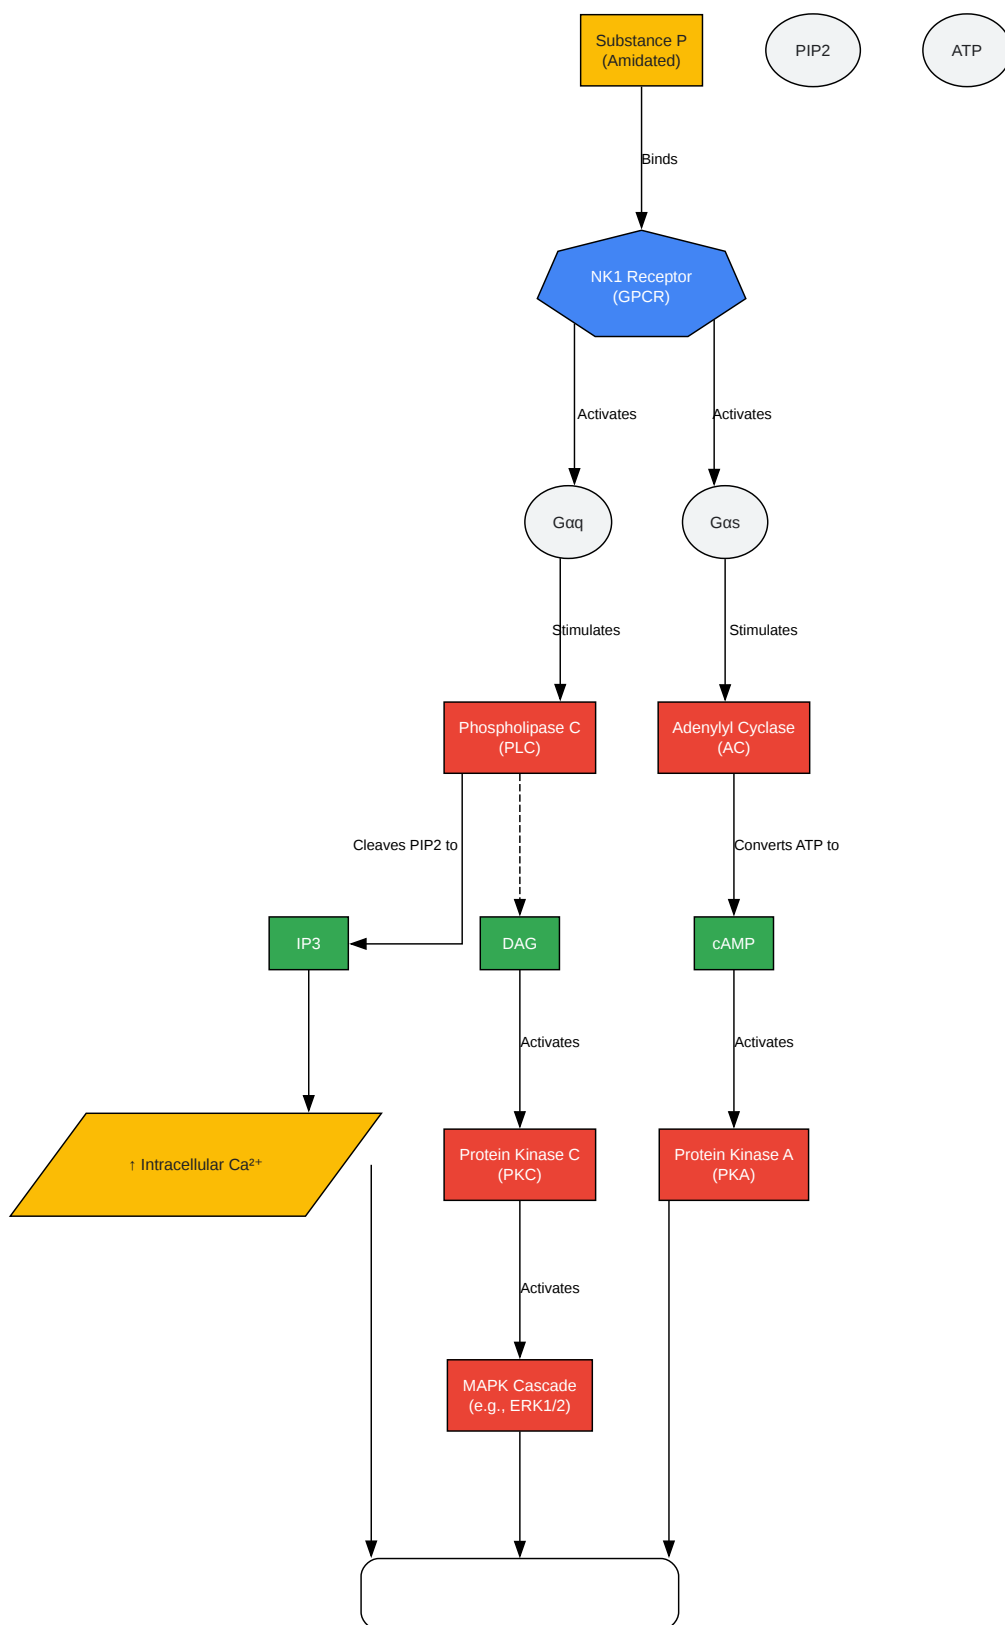 Substance P
(Amidated)
PIP2
ATP
Binds
NK1 Receptor
(GPCR)
Activates
Activates
Gαq
Gαs
Stimulates
Stimulates
Phospholipase C
(PLC)
Adenylyl Cyclase
(AC)
Cleaves PIP2 to
Converts ATP to
IP3
DAG
cAMP
Activates
Activates
↑ Intracellular Ca²⁺
Protein Kinase C
(PKC)
Protein Kinase A
(PKA)
Activates
MAPK Cascade
(e.g., ERK1/2)